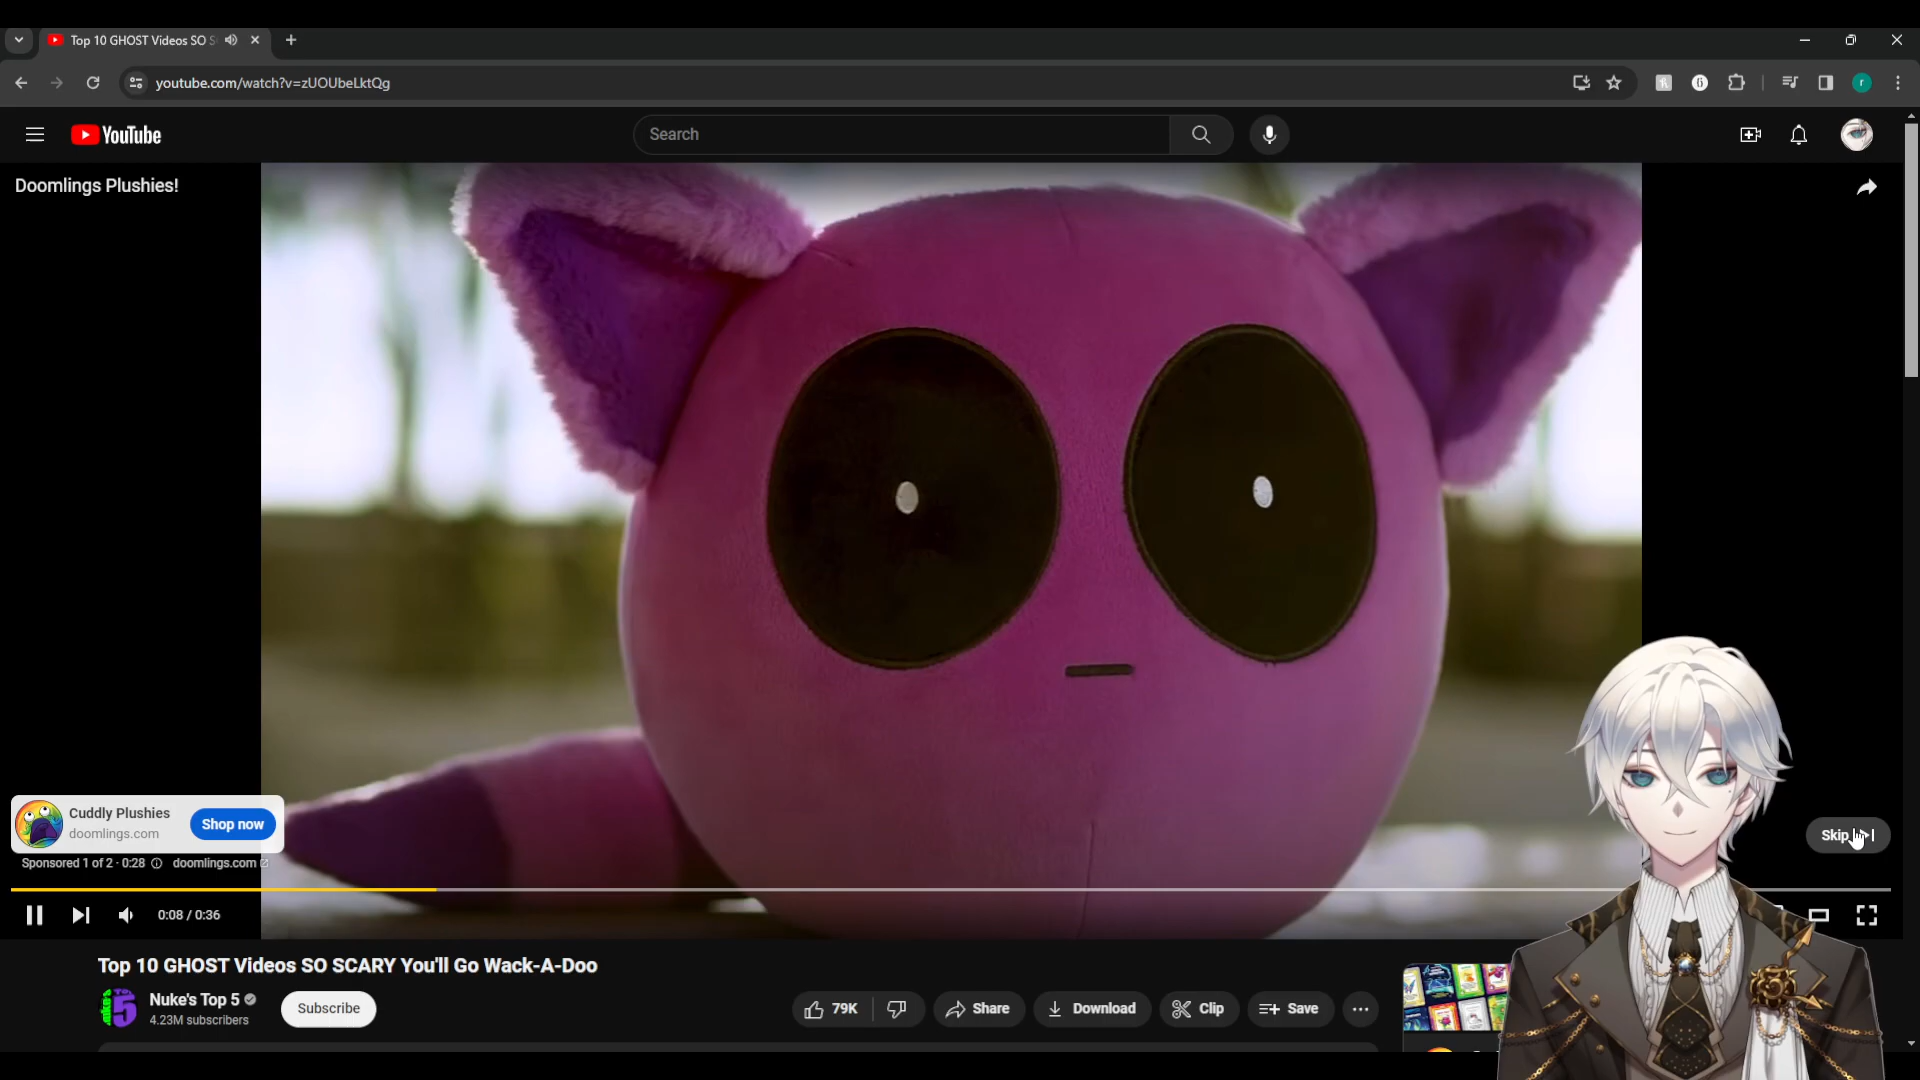 Top 10 GHOST Videos SO S
youtube.com/watch?v=zUOUbeLktQg
YouTube
Search
Doomlings Plushies!
Cuddly Plushies
doomlings.com
Shop now
Sponsored 1 of 2 · 0:28
doomlings.com
Skip
0:08 / 0:36
Top 10 GHOST Videos SO SCARY You'll Go Wack-A-Doo
Nuke's Top 5
4.23M subscribers
Subscribe
79K
Share
Download
Clip
Save